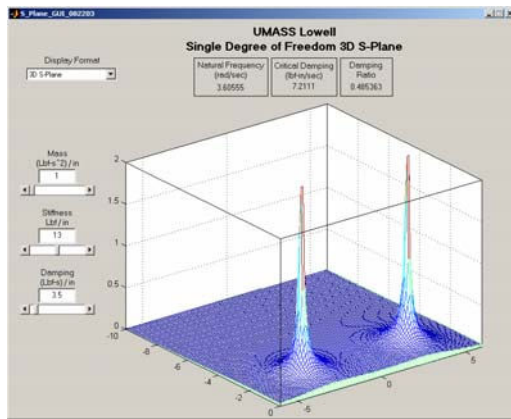 S_Plane_GUI_082203
UMASS Lowell
Single Degree of Freedom 3D S-Plane
Display Format
3D S-Plane
Natural Frequency
(rad/sec)
3.60555
Critical Damping
(lbf-in/sec)
7.2111
Damping
Ratio
0.485363
Mass
(Lbf-s^2) / in
1
Stiffness
Lbf / in
13
Damping
(Lbf-s) / in
3.5
2
1.5
1
0.5
0
-10
-8
-6
-4
-2
0
-5
0
5